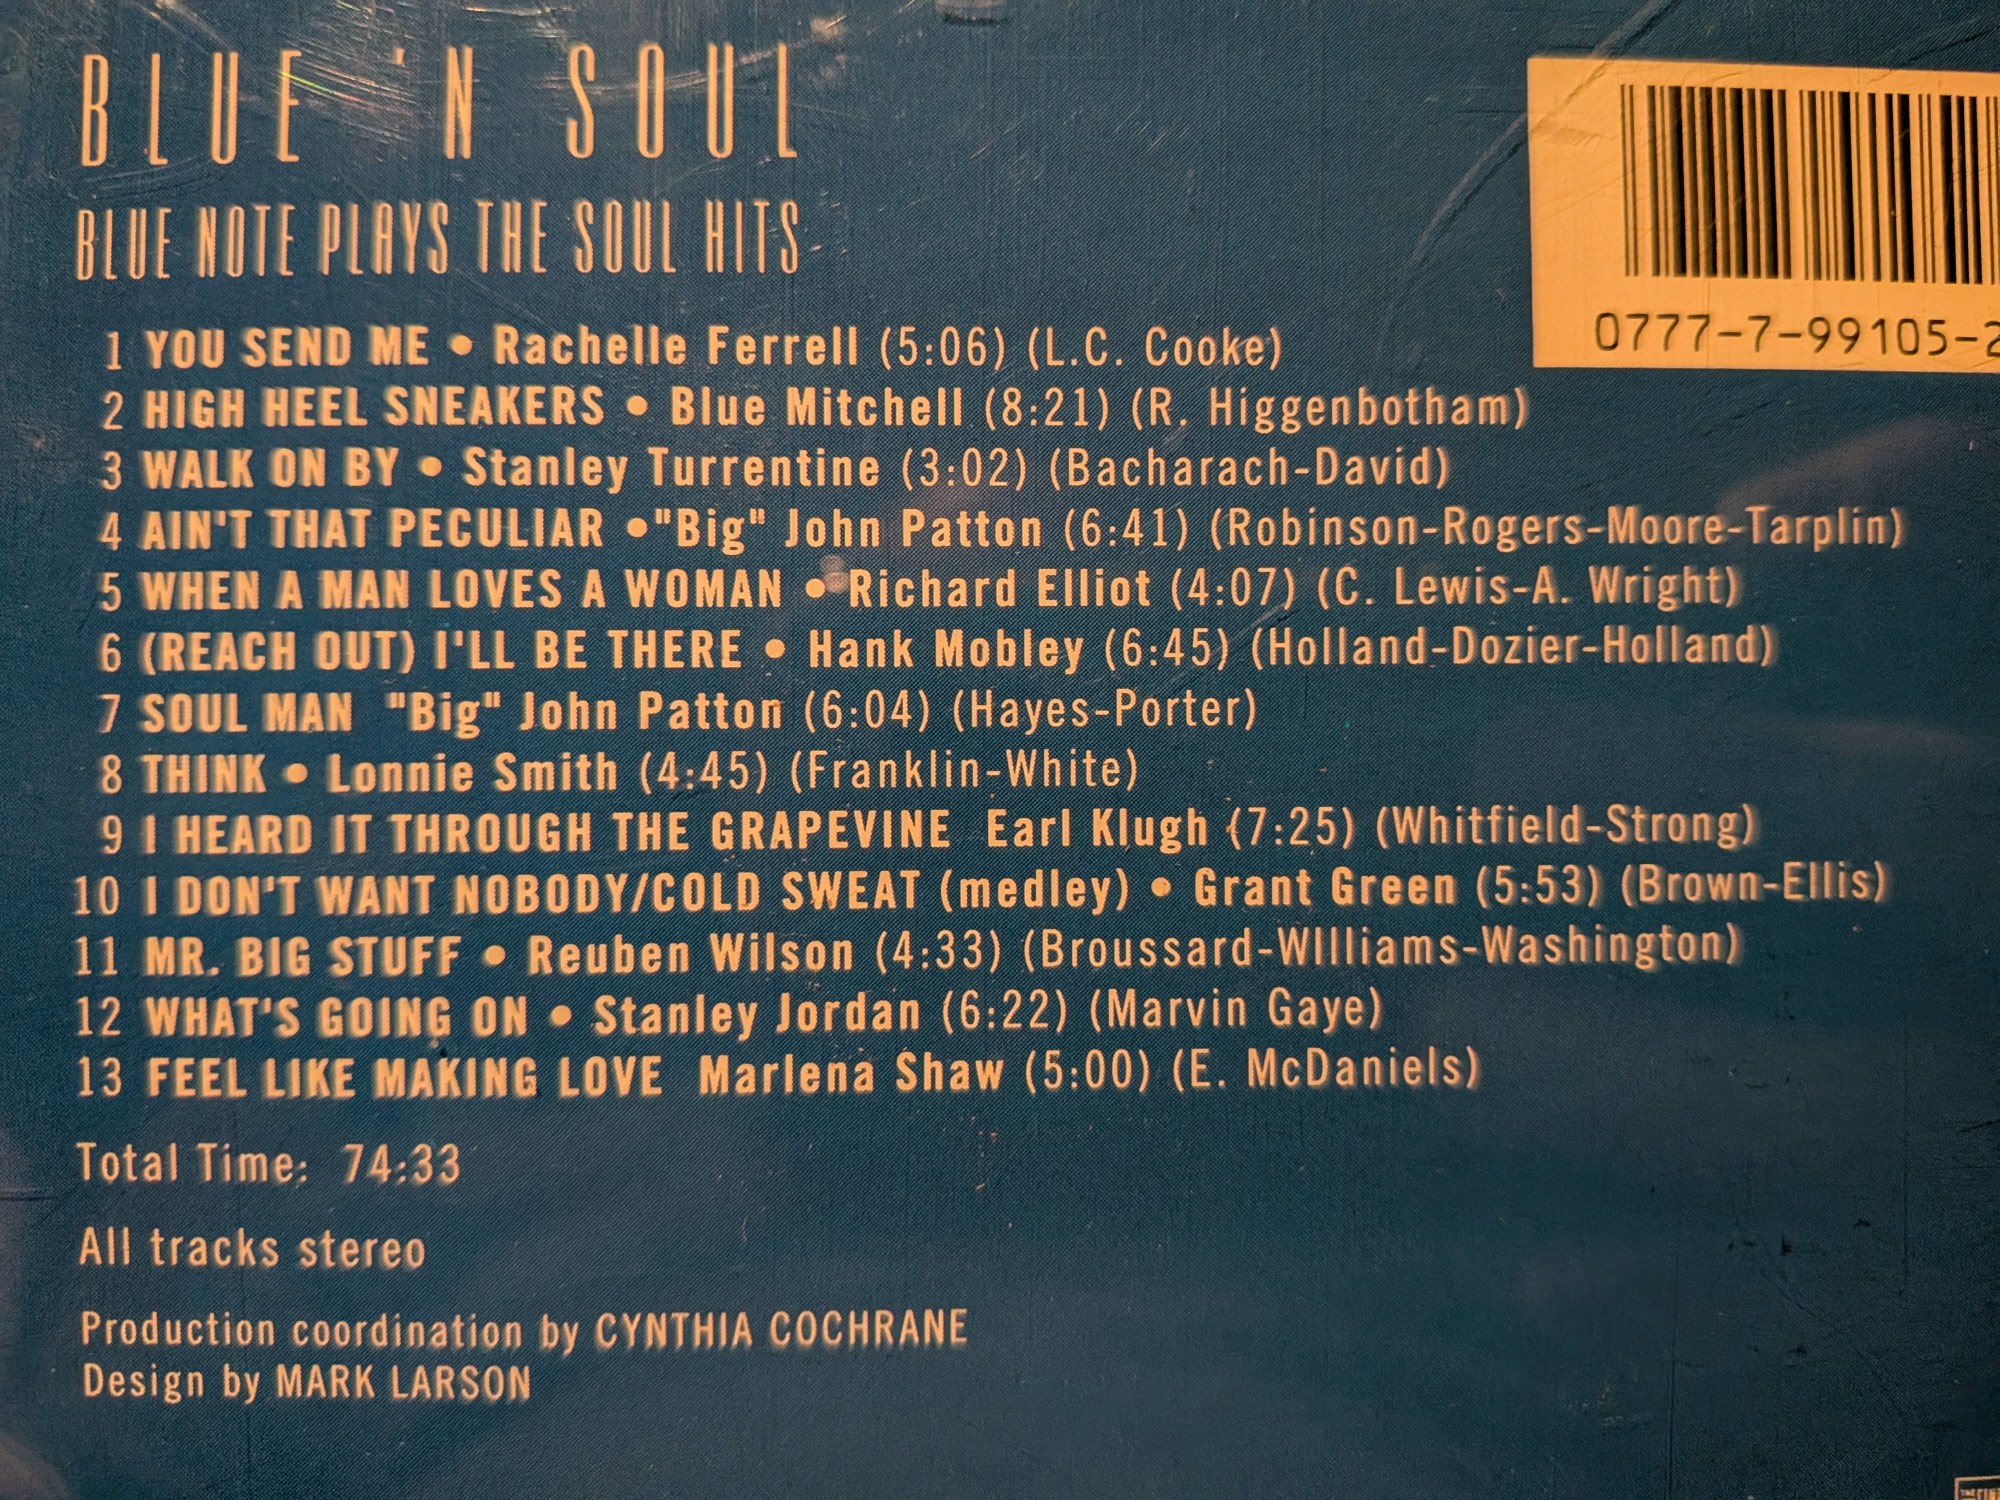 BLUE 'N SOUL
BLUE NOTE PLAYS THE SOUL HITS
0777-7-99105-2
1 YOU SEND ME • Rachelle Ferrell (5:06) (L.C. Cooke)
2 HIGH HEEL SNEAKERS • Blue Mitchell (8:21) (R. Higgenbotham)
3 WALK ON BY • Stanley Turrentine (3:02) (Bacharach-David)
4 AIN'T THAT PECULIAR •"Big" John Patton (6:41) (Robinson-Rogers-Moore-Tarplin)
5 WHEN A MAN LOVES A WOMAN • Richard Elliot (4:07) (C. Lewis-A. Wright)
6 (REACH OUT) I'LL BE THERE • Hank Mobley (6:45) (Holland-Dozier-Holland)
7 SOUL MAN "Big" John Patton (6:04) (Hayes-Porter)
8 THINK • Lonnie Smith (4:45) (Franklin-White)
9 I HEARD IT THROUGH THE GRAPEVINE Earl Klugh (7:25) (Whitfield-Strong)
10 I DON'T WANT NOBODY/COLD SWEAT (medley) • Grant Green (5:53) (Brown-Ellis)
11 MR. BIG STUFF • Reuben Wilson (4:33) (Broussard-WIlliams-Washington)
12 WHAT'S GOING ON • Stanley Jordan (6:22) (Marvin Gaye)
13 FEEL LIKE MAKING LOVE Marlena Shaw (5:00) (E. McDaniels)
Total Time: 74:33
All tracks stereo
Production coordination by CYNTHIA COCHRANE
Design by MARK LARSON